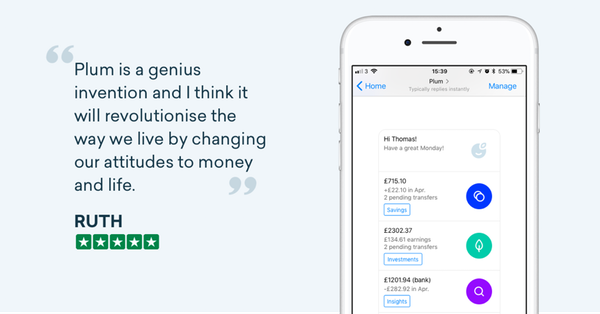 “
Plum is a genius
invention and I think it
will revolutionise the
way we live by changing
our attitudes to money
and life.
”
RUTH
3 15:39 53%
Home Plum > Manage
Typically replies instantly
Hi Thomas!
Have a great Monday!
£715.10
+£22.10 in Apr.
2 pending transfers
Savings
£2302.37
£134.61 earnings
2 pending transfers
Investments
£1201.94 (bank)
-£282.92 in Apr.
Insights